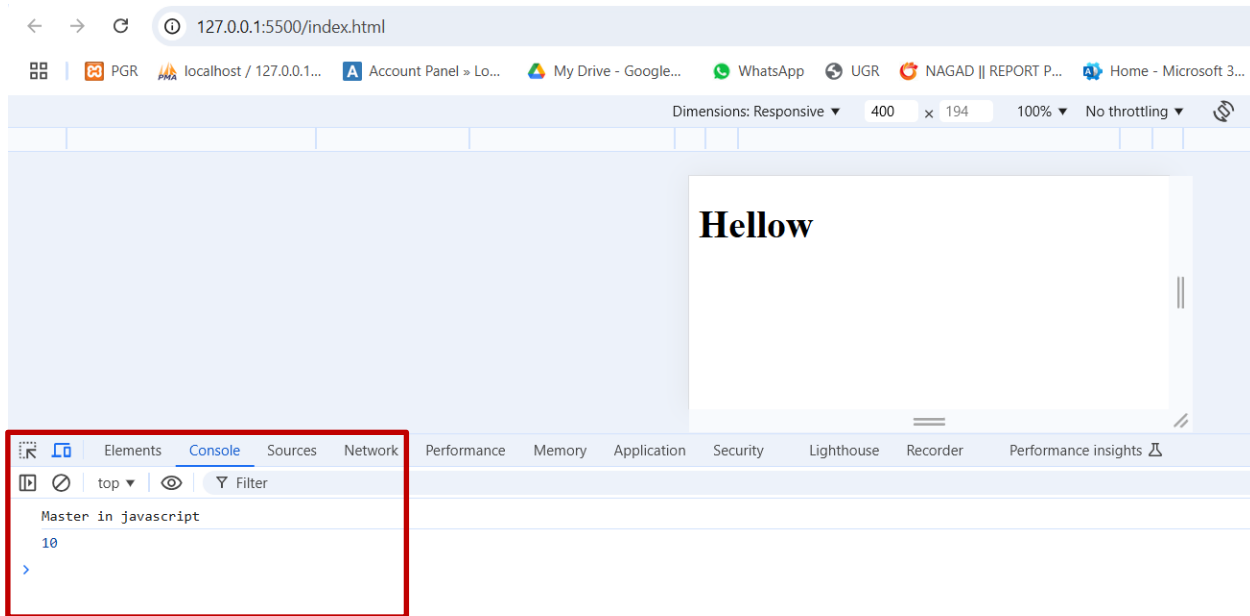 127.0.0.1:5500/index.html
PGR PMA localhost / 127.0.0.1... A Account Panel » Lo... My Drive - Google... WhatsApp UGR NAGAD || REPORT P... Home - Microsoft 3...
Dimensions: Responsive ▼ 400 × 194 100% ▼ No throttling ▼
Hellow
Elements Console Sources Network Performance Memory Application Security Lighthouse Recorder Performance insights
top ▼ Filter
Master in javascript
10
>